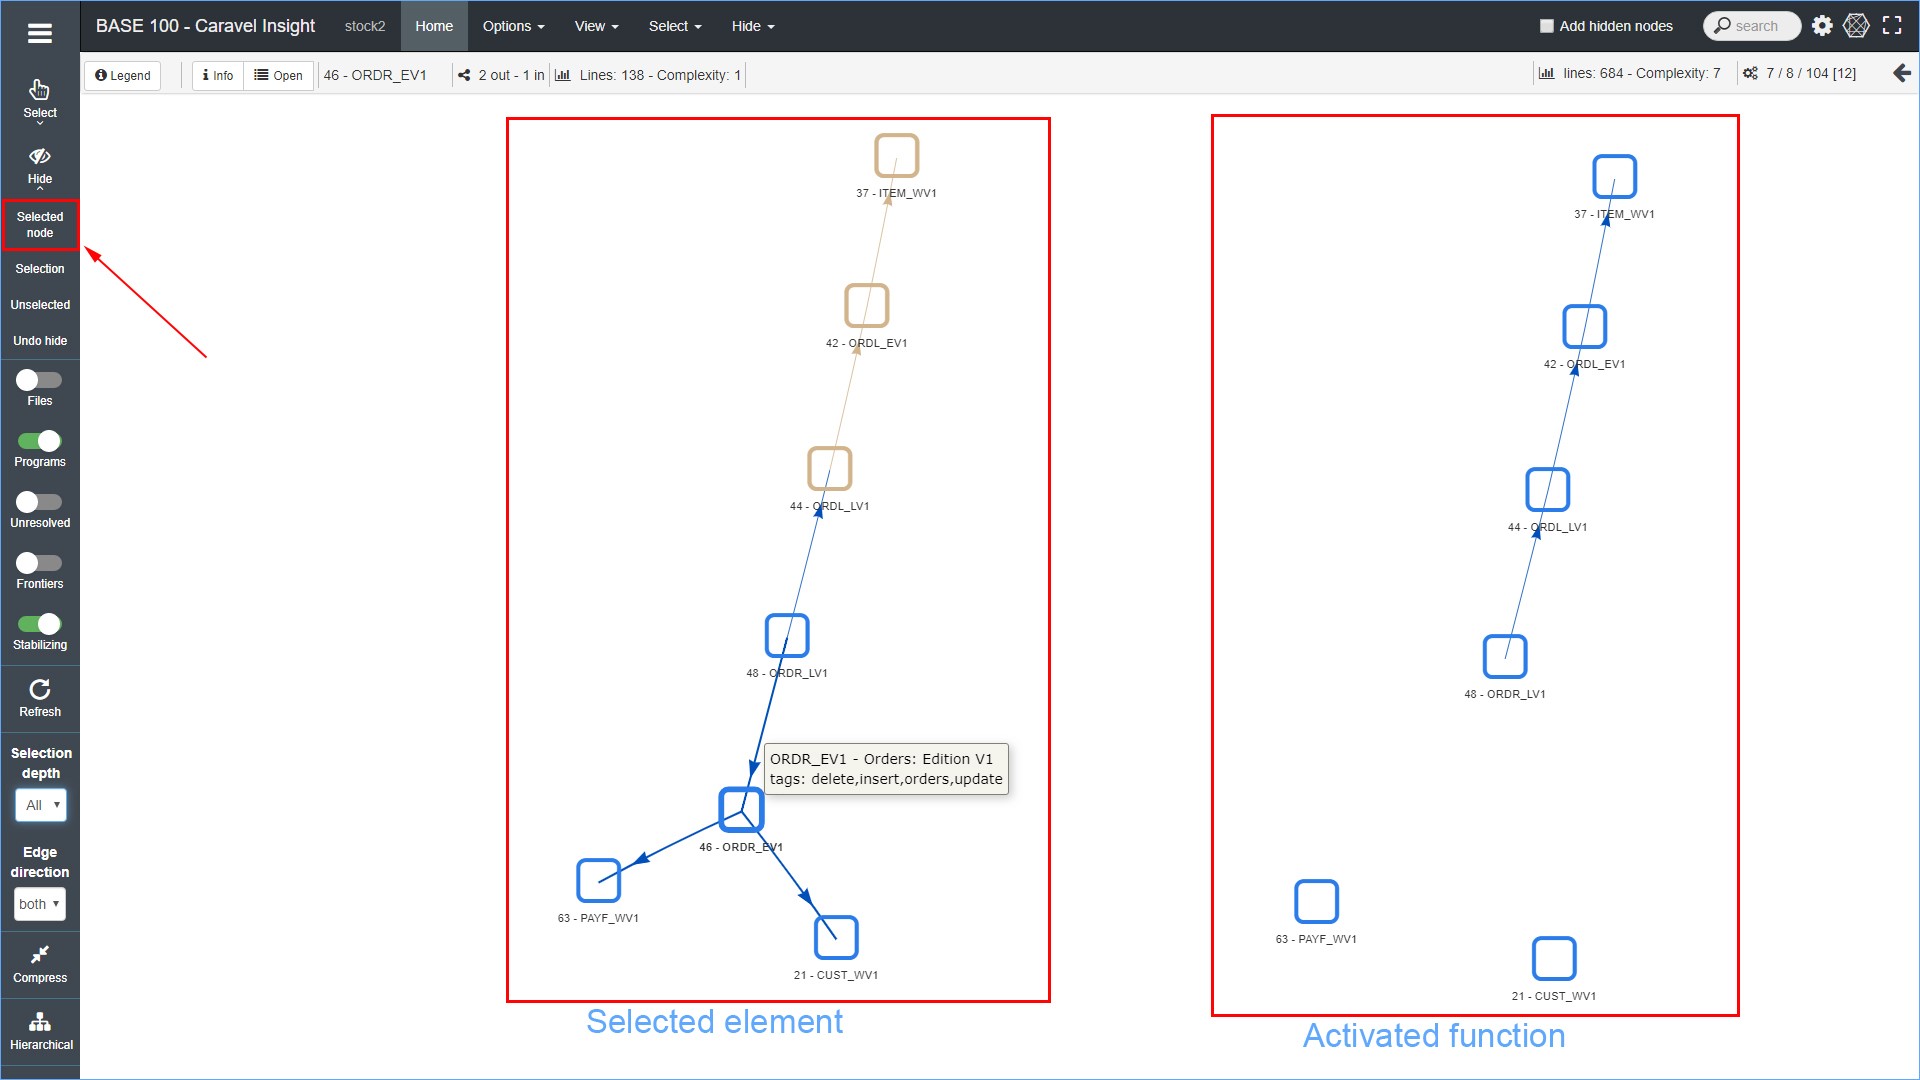 BASE 100 - Caravel Insight
stock2
Home
Options
View
Select
Hide
Add hidden nodes
search
Legend
Info
Open
46 - ORDR_EV1
2 out - 1 in
Lines: 138 - Complexity: 1
lines: 684 - Complexity: 7
7 / 8 / 104 [12]
Select
Hide
Selected
node
Selection
Unselected
Undo hide
Files
Programs
Unresolved
Frontiers
Stabilizing
Refresh
Selection
depth
All
Edge
direction
both
Compress
Hierarchical
37 - ITEM_WV1
42 - ORDL_EV1
44 - ORDL_LV1
48 - ORDR_LV1
ORDR_EV1 - Orders: Edition V1
tags: delete,insert,orders,update
46 - ORDR_EV1
63 - PAYF_WV1
21 - CUST_WV1
Selected element
37 - ITEM_WV1
42 - ORDL_EV1
44 - ORDL_LV1
48 - ORDR_LV1
63 - PAYF_WV1
21 - CUST_WV1
Activated function